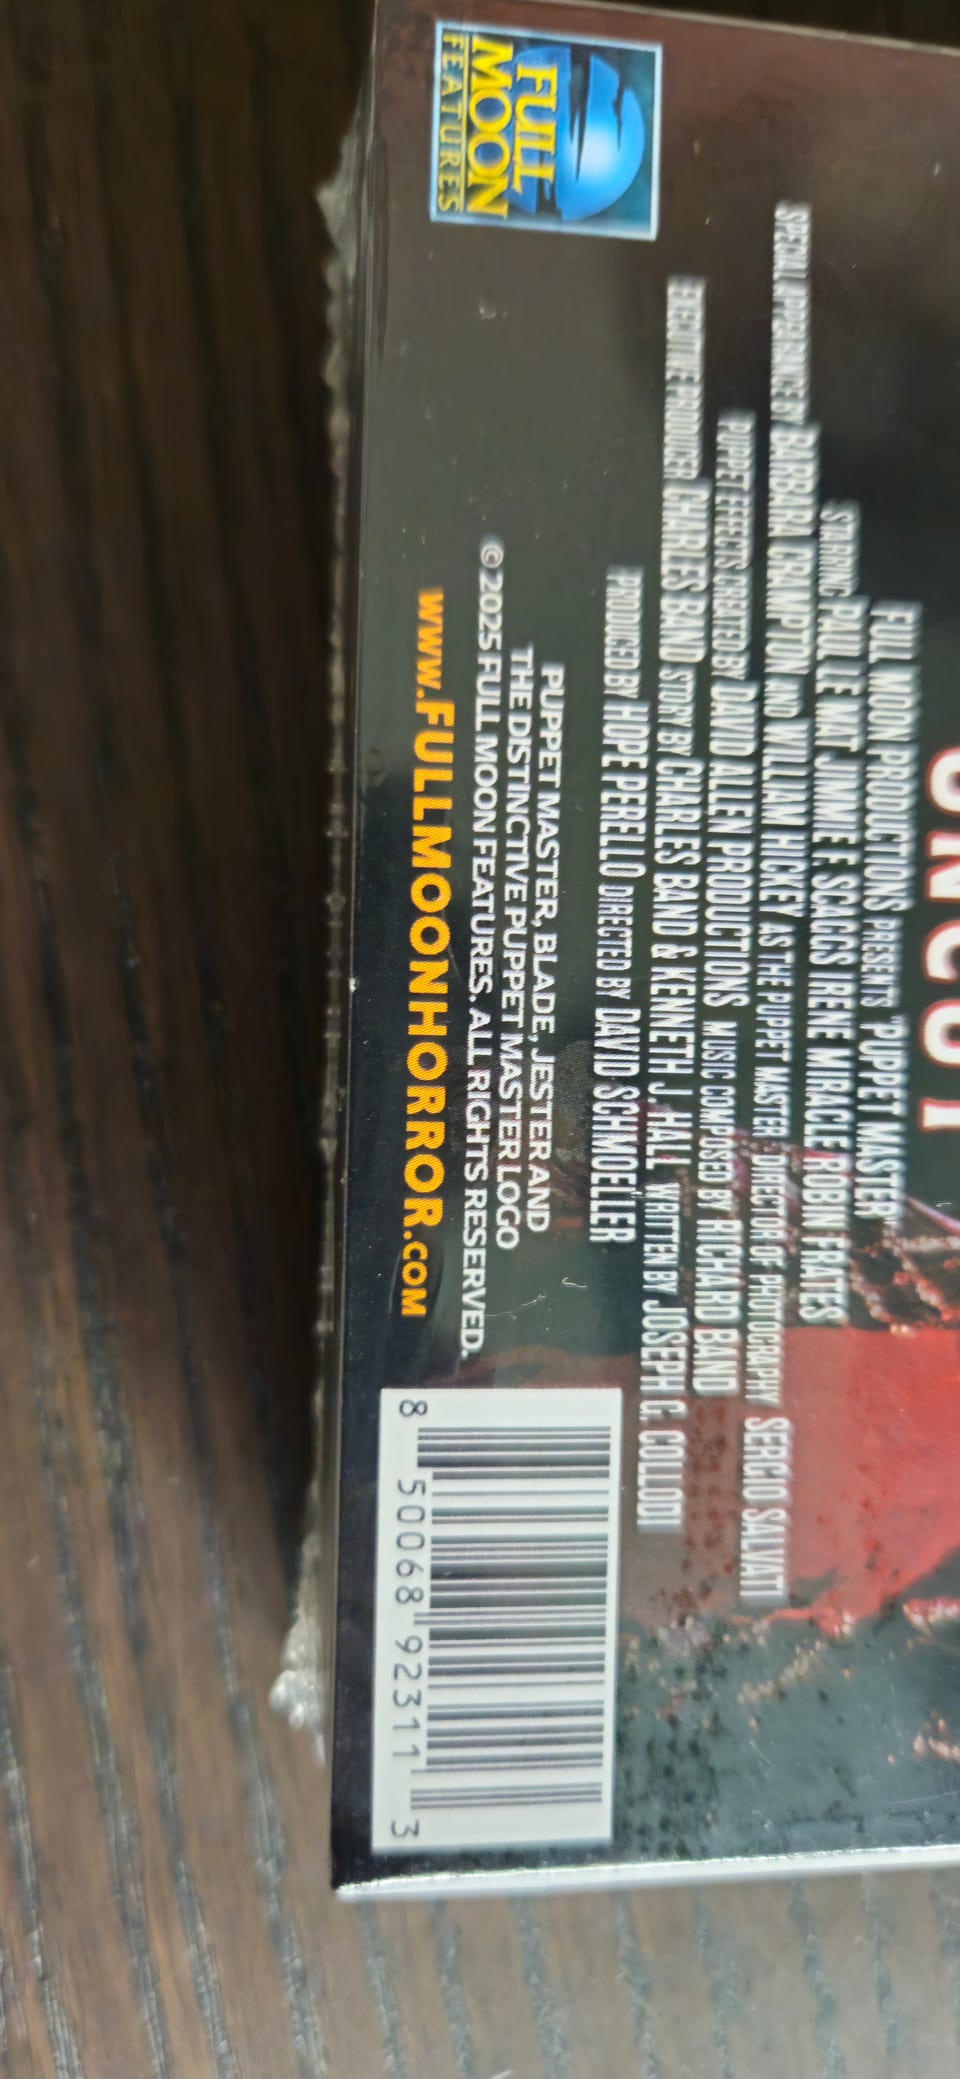 UNCUT
FULL MOON PRODUCTIONS PRESENTS "PUPPET MASTER"
STARRING PAUL LE MAT JIMMIE F. SCAGGS IRENE MIRACLE ROBIN FRATES
SPECIAL APPEARANCE BY BARBARA CRAMPTON AND WILLIAM HICKEY AS THE PUPPET MASTER DIRECTOR OF PHOTOGRAPHY SERGIO SALVATI
PUPPET EFFECTS CREATED BY DAVID ALLEN PRODUCTIONS MUSIC COMPOSED BY RICHARD BAND
EXECUTIVE PRODUCER CHARLES BAND STORY BY CHARLES BAND & KENNETH J. HALL WRITTEN BY JOSEPH G. COLLODI
PRODUCED BY HOPE PERELLO DIRECTED BY DAVID SCHMOELLER
PUPPET MASTER, BLADE, JESTER AND
THE DISTINCTIVE PUPPET MASTER LOGO
© 2025 FULL MOON FEATURES. ALL RIGHTS RESERVED.
WWW.FULLMOONHORROR.COM
FULL
MOON
FEATURES
8 50068 92311 3